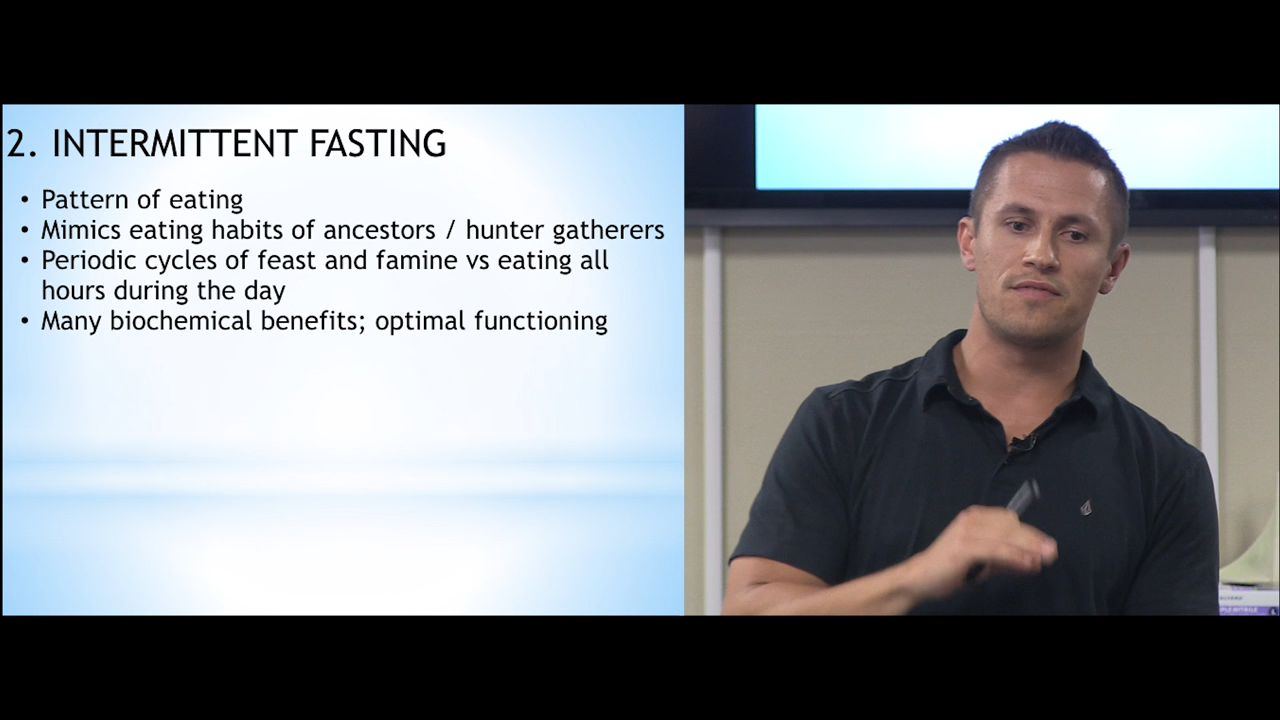 2. INTERMITTENT FASTING
• Pattern of eating
• Mimics eating habits of ancestors / hunter gatherers
• Periodic cycles of feast and famine vs eating all
hours during the day
• Many biochemical benefits; optimal functioning